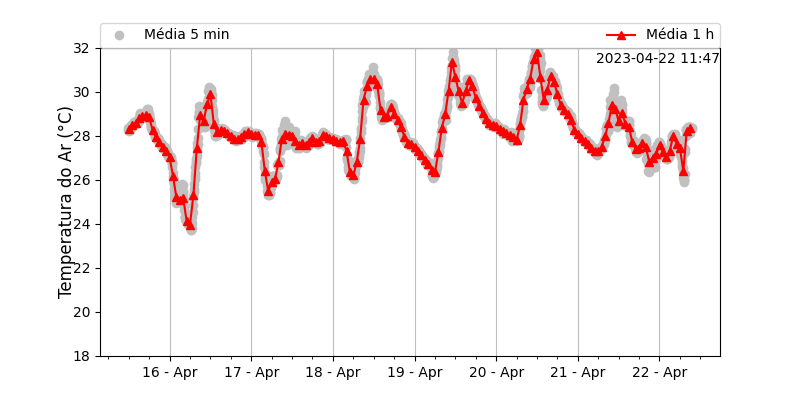 Média 5 min
Média 1 h
2023-04-22 11:47
Temperatura do Ar (°C)
32
30
28
26
24
22
20
18
16 - Apr
17 - Apr
18 - Apr
19 - Apr
20 - Apr
21 - Apr
22 - Apr